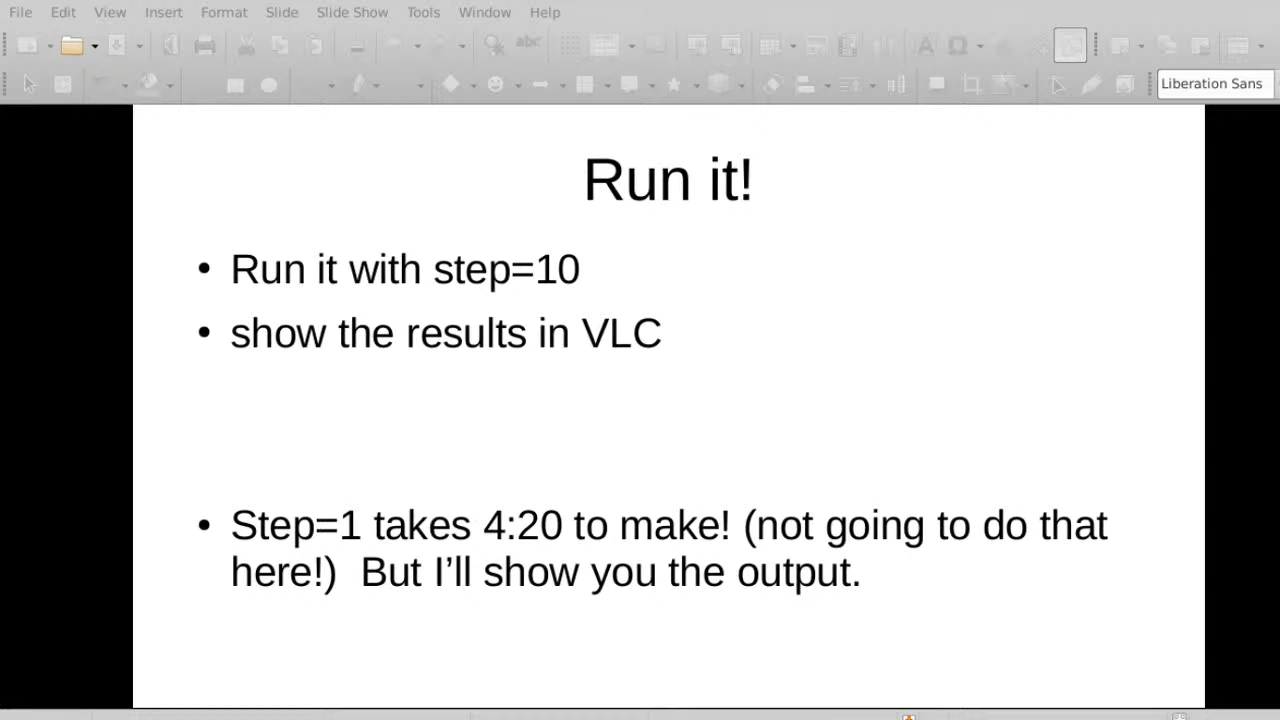 File Edit View Insert Format Slide Slide Show Tools Window Help
abc
Liberation Sans
Run it!
• Run it with step=10
• show the results in VLC
• Step=1 takes 4:20 to make! (not going to do that
here!)  But I’ll show you the output.